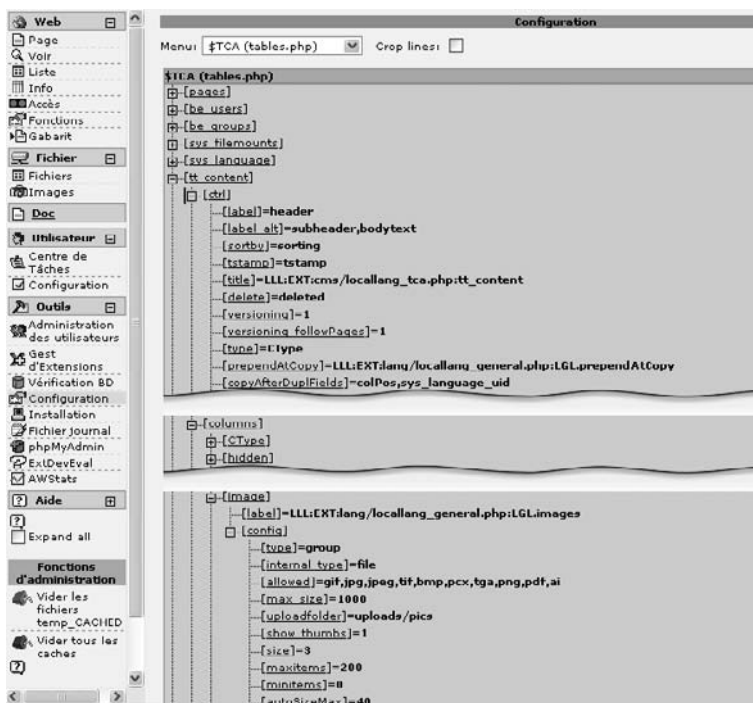 Web
Page
Voir
Liste
Info
Accès
Fonctions
Gabarit
Fichier
Fichiers
Images
Doc
Utilisateur
Centre de
Tâches
Configuration
Outils
Administration
des utilisateurs
Gest
d'Extensions
Vérification BD
Configuration
Installation
Fichier journal
phpMyAdmin
ExtDevEval
AWStats
Aide
Expand all
Fonctions
d'administration
Vider les
fichiers
temp_CACHED
Vider tous les
caches
Configuration
Menu: $TCA (tables.php) Crop lines:
$TCA (tables.php)
[pages]
[be_users]
[be_groups]
[sys_filemounts]
[sys_language]
[tt_content]
[ctrl]
[label]=header
[label_alt]=subheader,bodytext
[sortby]=sorting
[tstamp]=tstamp
[title]=LLL:EXT:cms/locallang_tca.php:tt_content
[delete]=deleted
[versioning]=1
[versioning_followPages]=1
[type]=CType
[prependAtCopy]=LLL:EXT:lang/locallang_general.php:LGL.prependAtCopy
[copyAfterDuplFields]=colPos,sys_language_uid
[columns]
[CType]
[hidden]
[image]
[label]=LLL:EXT:lang/locallang_general.php:LGL.images
[config]
[type]=group
[internal_type]=file
[allowed]=gif,jpg,jpeg,tif,bmp,pcx,tga,png,pdf,ai
[max_size]=1000
[uploadfolder]=uploads/pics
[show_thumbs]=1
[size]=3
[maxitems]=200
[minitems]=0
[autoSizeMax]=40